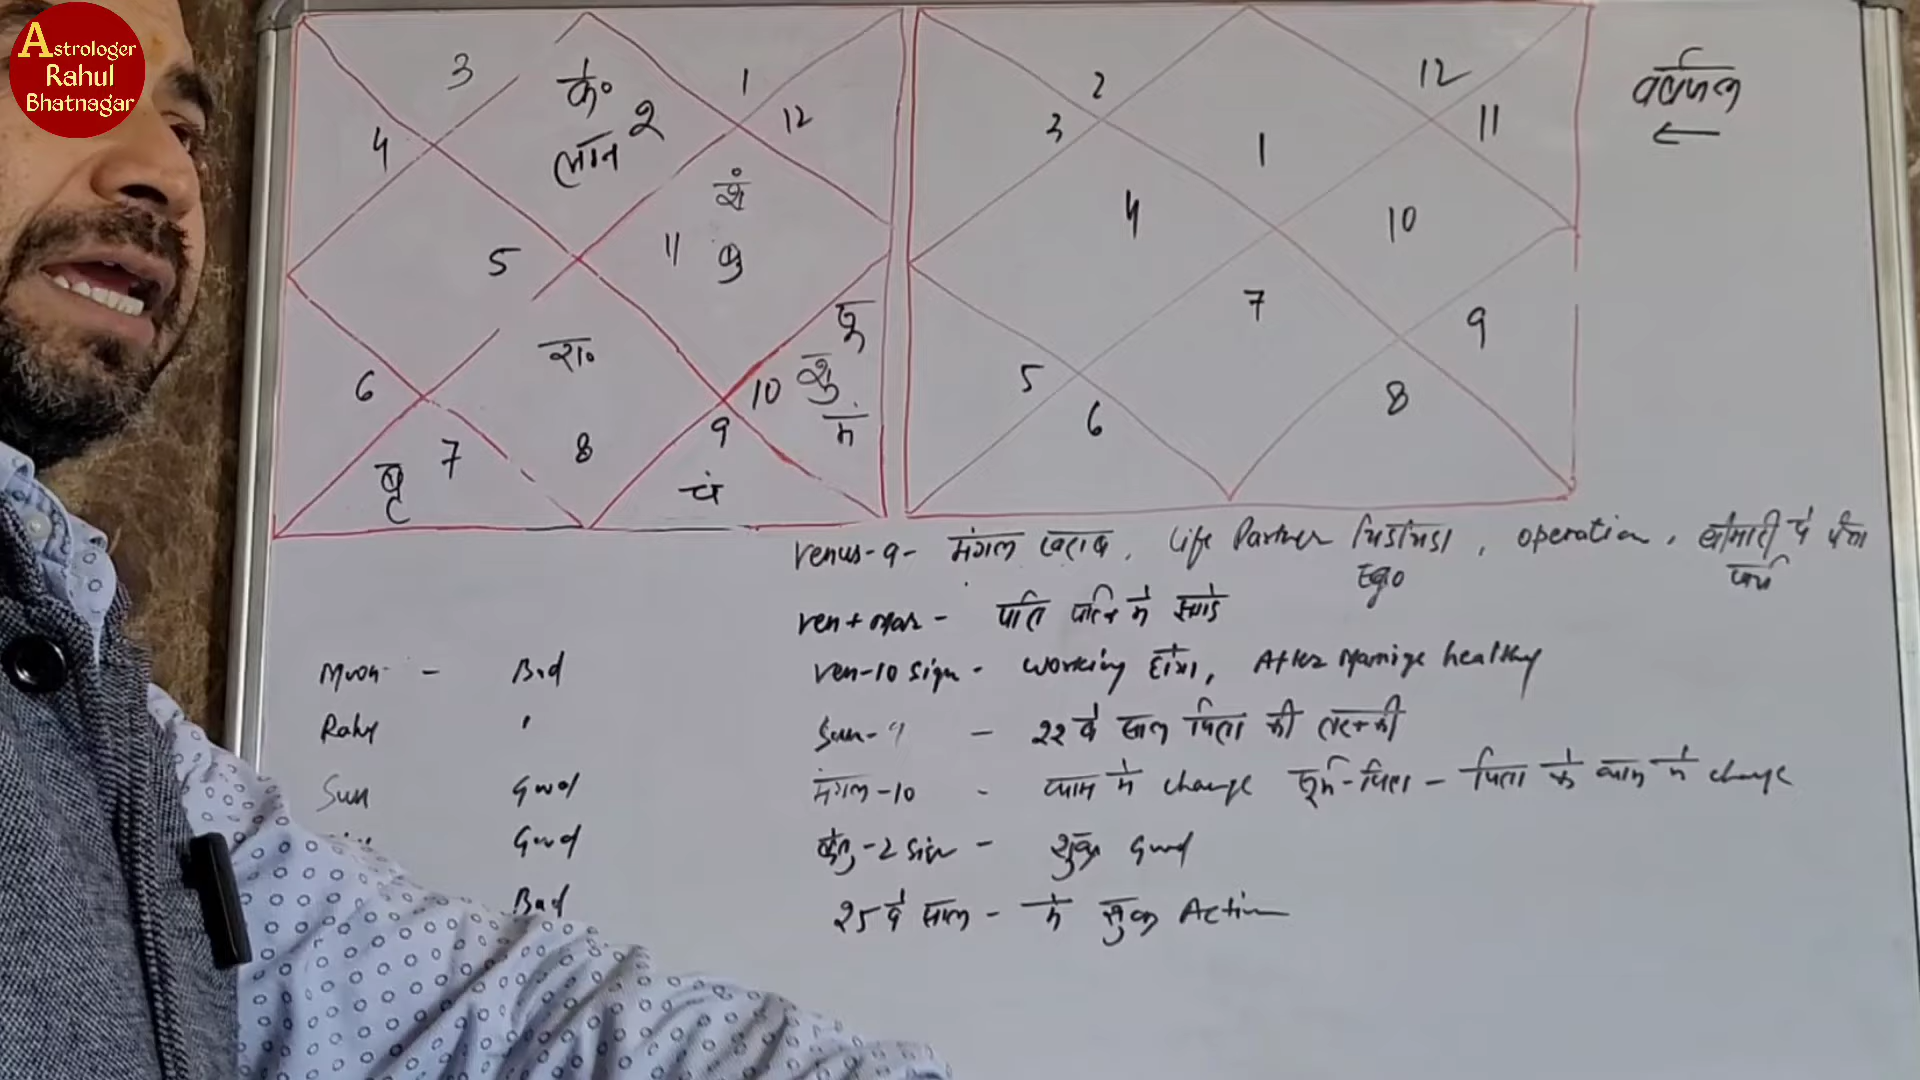 Astrologer
Rahul
Bhatnagar
3
के०
1
4
लग्न 2
12
शं
5
11 बु
रा०
सू
6
10 शु
मं
7
8
9
बृ
चं
2
12
वर्षफल
3
1
11
4
10
7
9
5
8
6
venus-9- मंगल खराब, Life Partner चिड़चिड़ा, operation, बीमारी पे पैसा
Ego
खर्च
ven+mar- पति पत्नि में
Moon - Bad
ven-10 sign - working होगा, After Marriage healthy
Rahu "
Sun-" - 22 वे साल पिता की तरक्की
Sun Good
मंगल-10 - काम में change सूर्य-पिता - पिता के काम में change
Good
केतु-2 sign - शुक्र Good
Bad
25 वे साल - में शुक्र Action